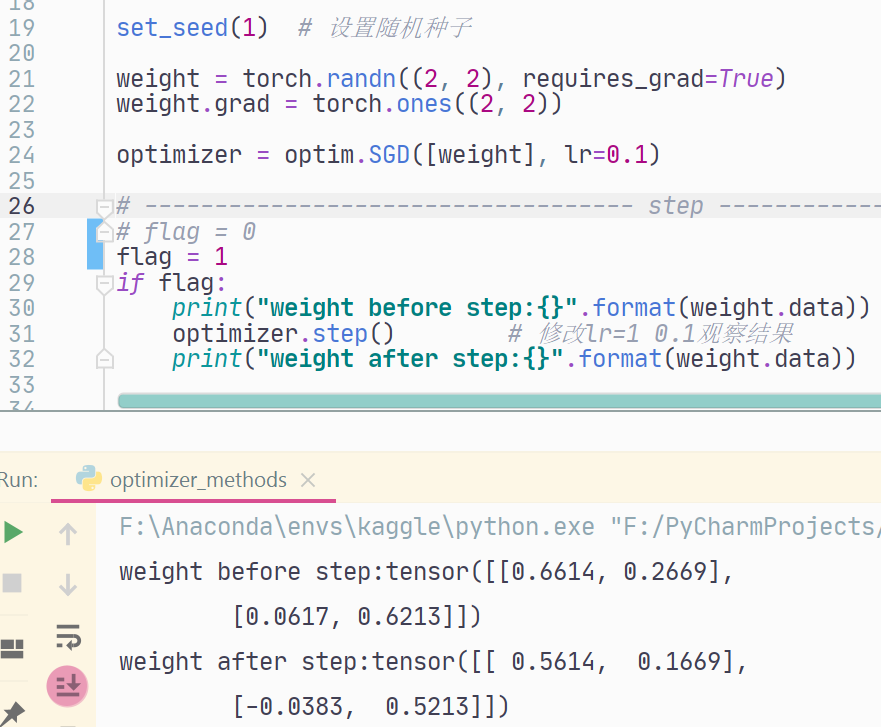 18
19 set_seed(1)  # 设置随机种子
20
21 weight = torch.randn((2, 2), requires_grad=True)
22 weight.grad = torch.ones((2, 2))
23
24 optimizer = optim.SGD([weight], lr=0.1)
25
26 # ----------------------------------- step -----------
27 # flag = 0
28 flag = 1
29 if flag:
30     print("weight before step:{}".format(weight.data))
31     optimizer.step()        # 修改lr=1 0.1观察结果
32     print("weight after step:{}".format(weight.data))
33
34
Run: optimizer_methods
F:\Anaconda\envs\kaggle\python.exe "F:/PyCharmProjects/
weight before step:tensor([[0.6614, 0.2669],
        [0.0617, 0.6213]])
weight after step:tensor([[ 0.5614,  0.1669],
        [-0.0383,  0.5213]])